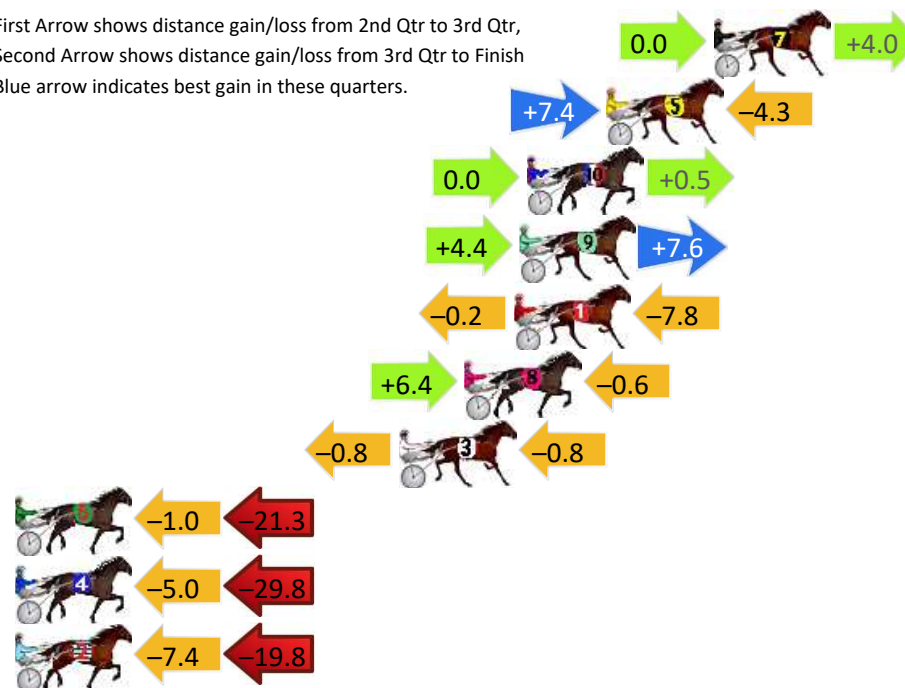 First Arrow shows distance gain/loss from 2nd Qtr to 3rd Qtr,
Second Arrow shows distance gain/loss from 3rd Qtr to Finish
Blue arrow indicates best gain in these quarters.
0.0 7 +4.0
+7.4 5 –4.3
0.0 10 +0.5
+4.4 9 +7.6
–0.2 1 –7.8
+6.4 8 –0.6
–0.8 3 –0.8
6 –1.0 –21.3
4 –5.0 –29.8
2 –7.4 –19.8